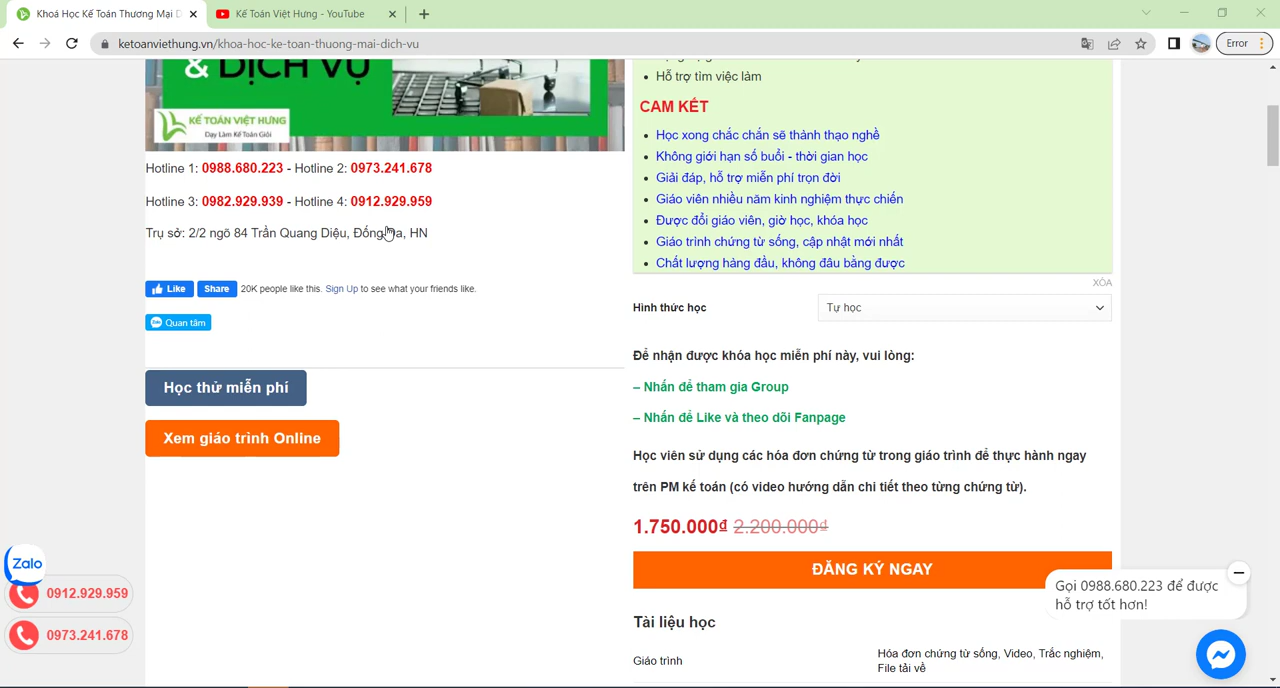 Khoá Học Kế Toán Thương Mại D
Kế Toán Việt Hưng - YouTube
ketoanviethung.vn/khoa-hoc-ke-toan-thuong-mai-dich-vu
Error
& DỊCH VỤ
KẾ TOÁN VIỆT HƯNG
Dạy Làm Kế Toán Giỏi
Hotline 1: 0988.680.223 - Hotline 2: 0973.241.678
Hotline 3: 0982.929.939 - Hotline 4: 0912.929.959
Trụ sở: 2/2 ngõ 84 Trần Quang Diệu, Đống Đa, HN
Like Share 20K people like this. Sign Up to see what your friends like.
Zalo Quan tâm
Học thử miễn phí
Xem giáo trình Online
Hỗ trợ tìm việc làm
CAM KẾT
Học xong chắc chắn sẽ thành thạo nghề
Không giới hạn số buổi - thời gian học
Giải đáp, hỗ trợ miễn phí trọn đời
Giáo viên nhiều năm kinh nghiệm thực chiến
Được đổi giáo viên, giờ học, khóa học
Giáo trình chứng từ sống, cập nhật mới nhất
Chất lượng hàng đầu, không đâu bằng được
XÓA
Hình thức học Tự học
Để nhận được khóa học miễn phí này, vui lòng:
– Nhấn để tham gia Group
– Nhấn để Like và theo dõi Fanpage
Học viên sử dụng các hóa đơn chứng từ trong giáo trình để thực hành ngay
trên PM kế toán (có video hướng dẫn chi tiết theo từng chứng từ).
1.750.000₫ 2.200.000₫
ĐĂNG KÝ NGAY
Tài liệu học
Giáo trình
Hóa đơn chứng từ sống, Video, Trắc nghiệm,
File tải về
Zalo
0912.929.959
0973.241.678
Gọi 0988.680.223 để được
hỗ trợ tốt hơn!